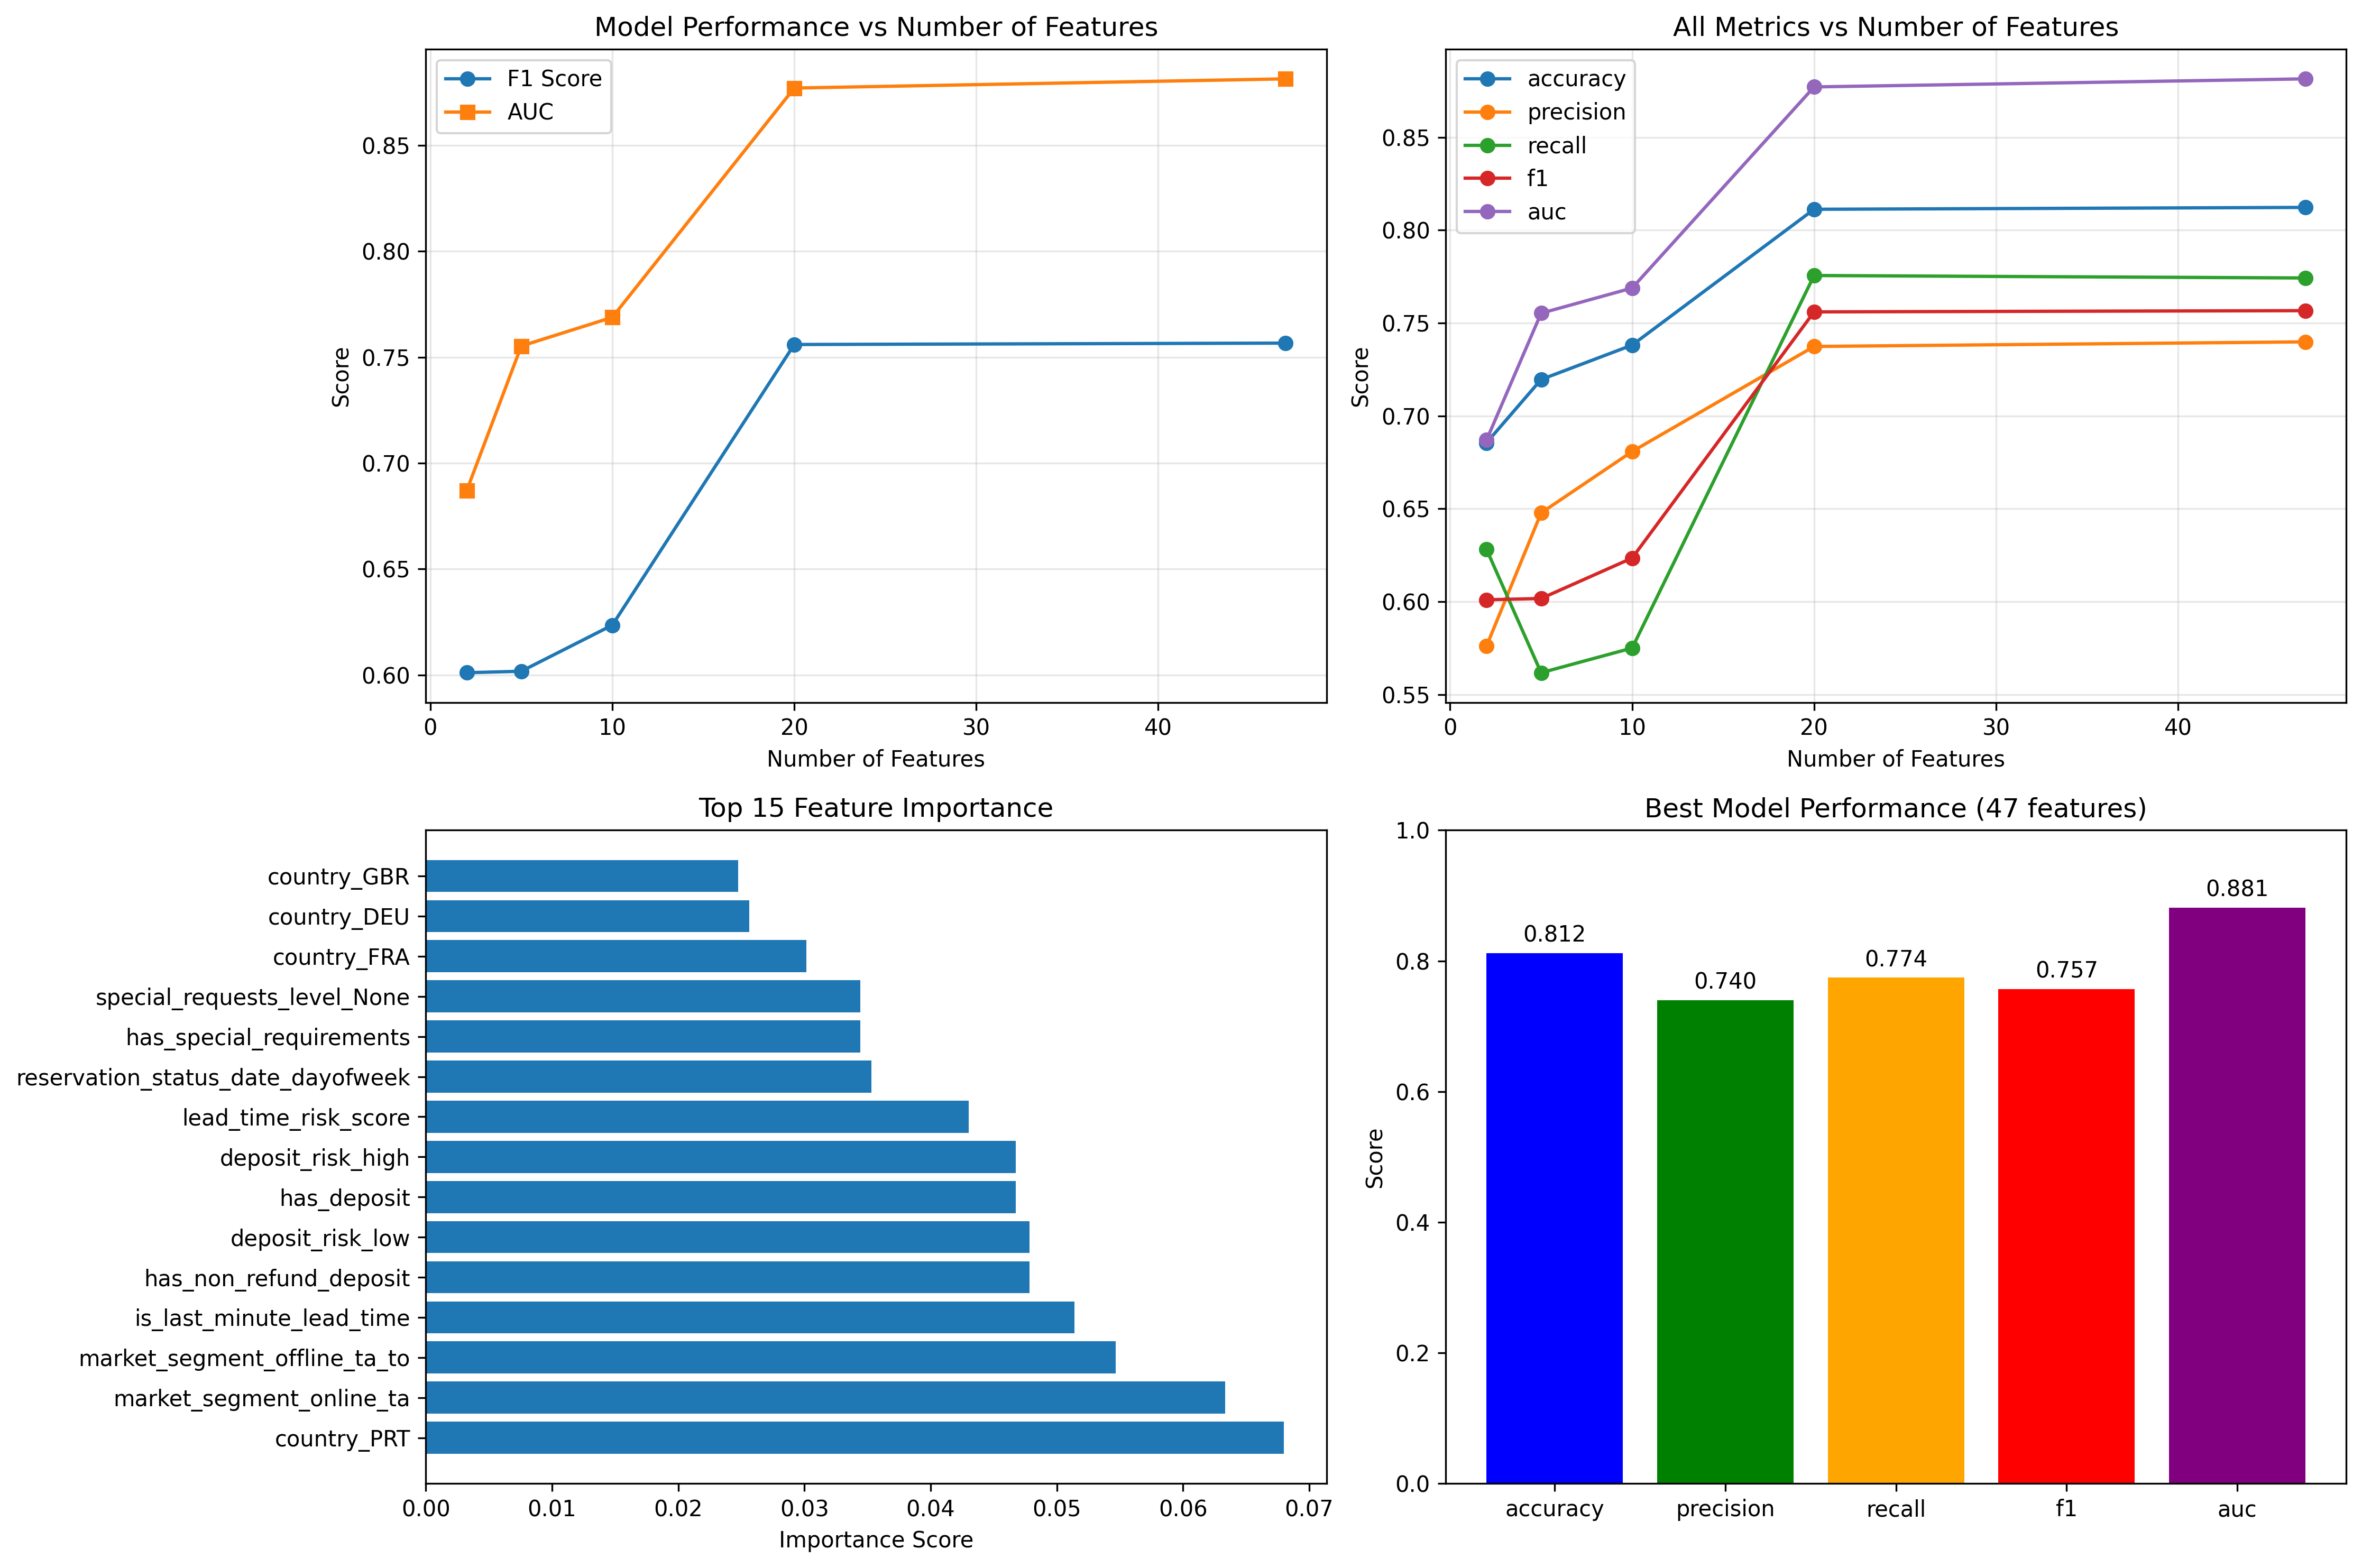 Model Performance vs Number of Features
F1 Score
AUC
0.85
0.80
0.75
0.70
0.65
0.60
Score
0
10
20
30
40
Number of Features
All Metrics vs Number of Features
accuracy
precision
recall
f1
auc
0.85
0.80
0.75
0.70
0.65
0.60
0.55
Score
0
10
20
30
40
Number of Features
Top 15 Feature Importance
country_GBR
country_DEU
country_FRA
special_requests_level_None
has_special_requirements
reservation_status_date_dayofweek
lead_time_risk_score
deposit_risk_high
has_deposit
deposit_risk_low
has_non_refund_deposit
is_last_minute_lead_time
market_segment_offline_ta_to
market_segment_online_ta
country_PRT
0.00
0.01
0.02
0.03
0.04
0.05
0.06
0.07
Importance Score
Best Model Performance (47 features)
1.0
0.8
0.6
0.4
0.2
0.0
Score
0.812
0.740
0.774
0.757
0.881
accuracy
precision
recall
f1
auc